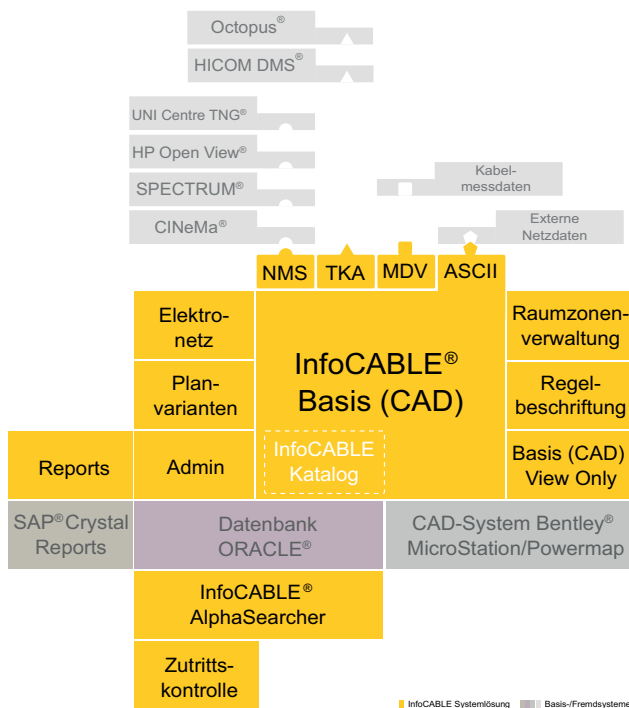 Octopus®
HICOM DMS®
UNI Centre TNG®
HP Open View®
SPECTRUM®
CINeMa®
Kabel-
messdaten
Externe
Netzdaten
NMS
TKA
MDV
ASCII
Elektro-
netz
Plan-
varianten
InfoCABLE®
Basis (CAD)
Raumzonen-
verwaltung
Regel-
beschriftung
Reports
Admin
InfoCABLE
Katalog
Basis (CAD)
View Only
SAP®Crystal
Reports
Datenbank
ORACLE®
CAD-System Bentley®
MicroStation/Powermap
InfoCABLE®
AlphaSearcher
Zutritts-
kontrolle
InfoCABLE Systemlösung
Basis-/Fremdsysteme